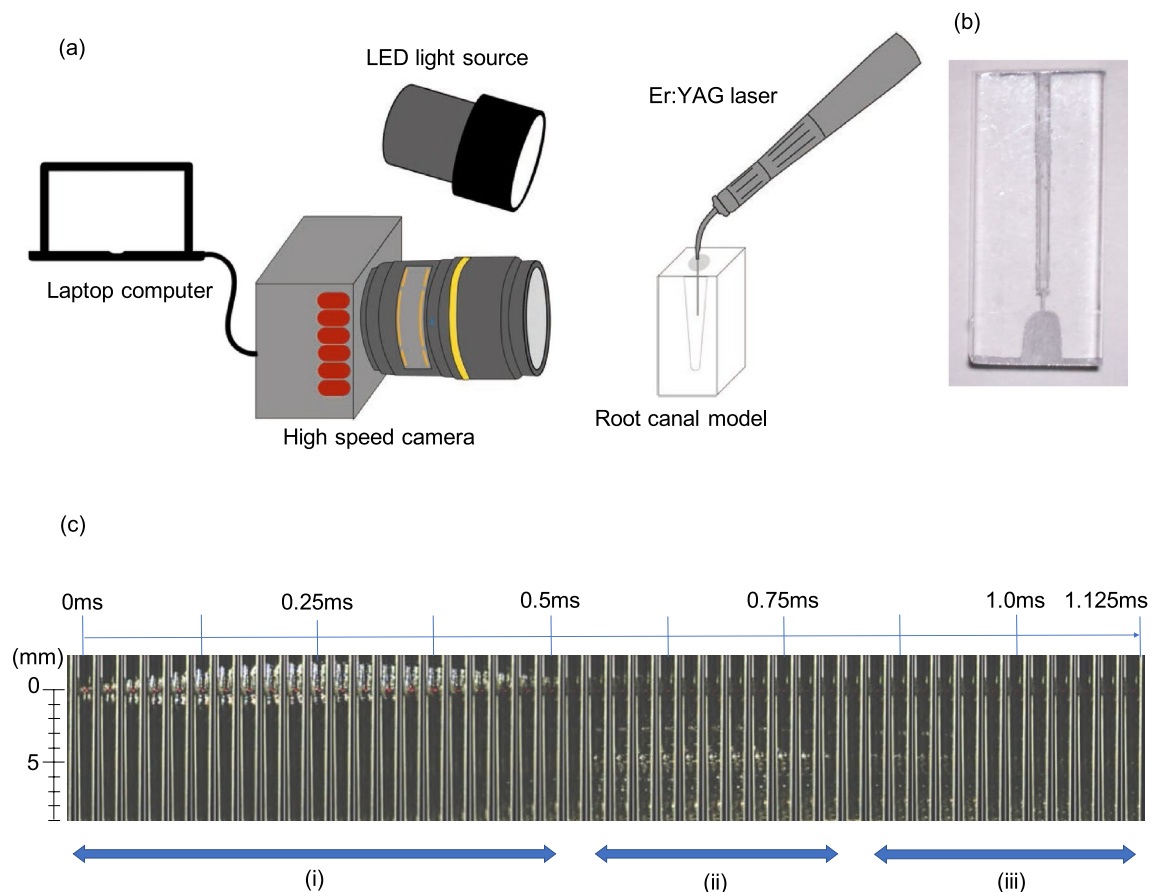 (a)
(b)
LED light source
Er:YAG laser
Laptop computer
High speed camera
Root canal model
(c)
0ms 0.25ms 0.5ms 0.75ms 1.0ms 1.125ms
(mm)
0
5
(i) (ii) (iii)